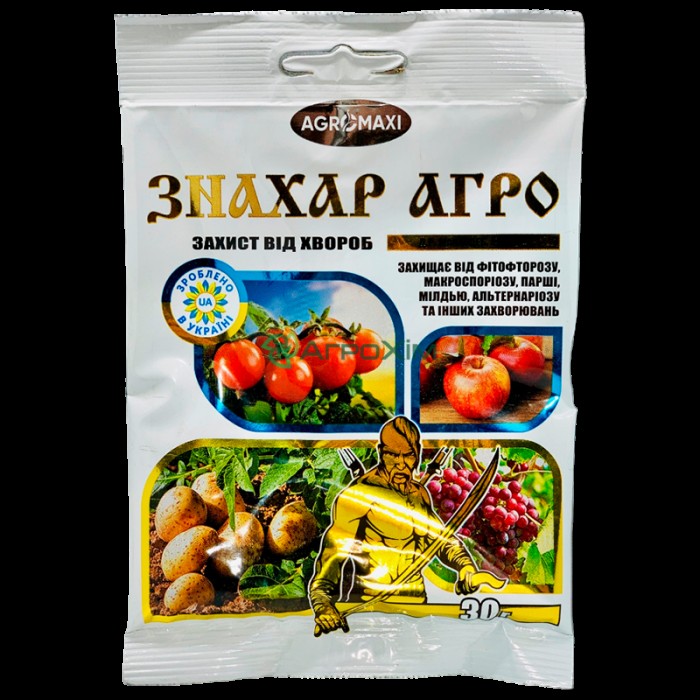 AGROMAXI
ЗНАХАР АГРО
ЗАХИСТ ВІД ХВОРОБ
ЗАХИЩАЄ ВІД ФІТОФТОРОЗУ,
МАКРОСПОРІОЗУ, ПАРШІ,
МІЛДЬЮ, АЛЬТЕРНАРІОЗУ
ТА ІНШИХ ЗАХВОРЮВАНЬ
ЗРОБЛЕНО
UA
В УКРАЇНІ
АгроХім
30г